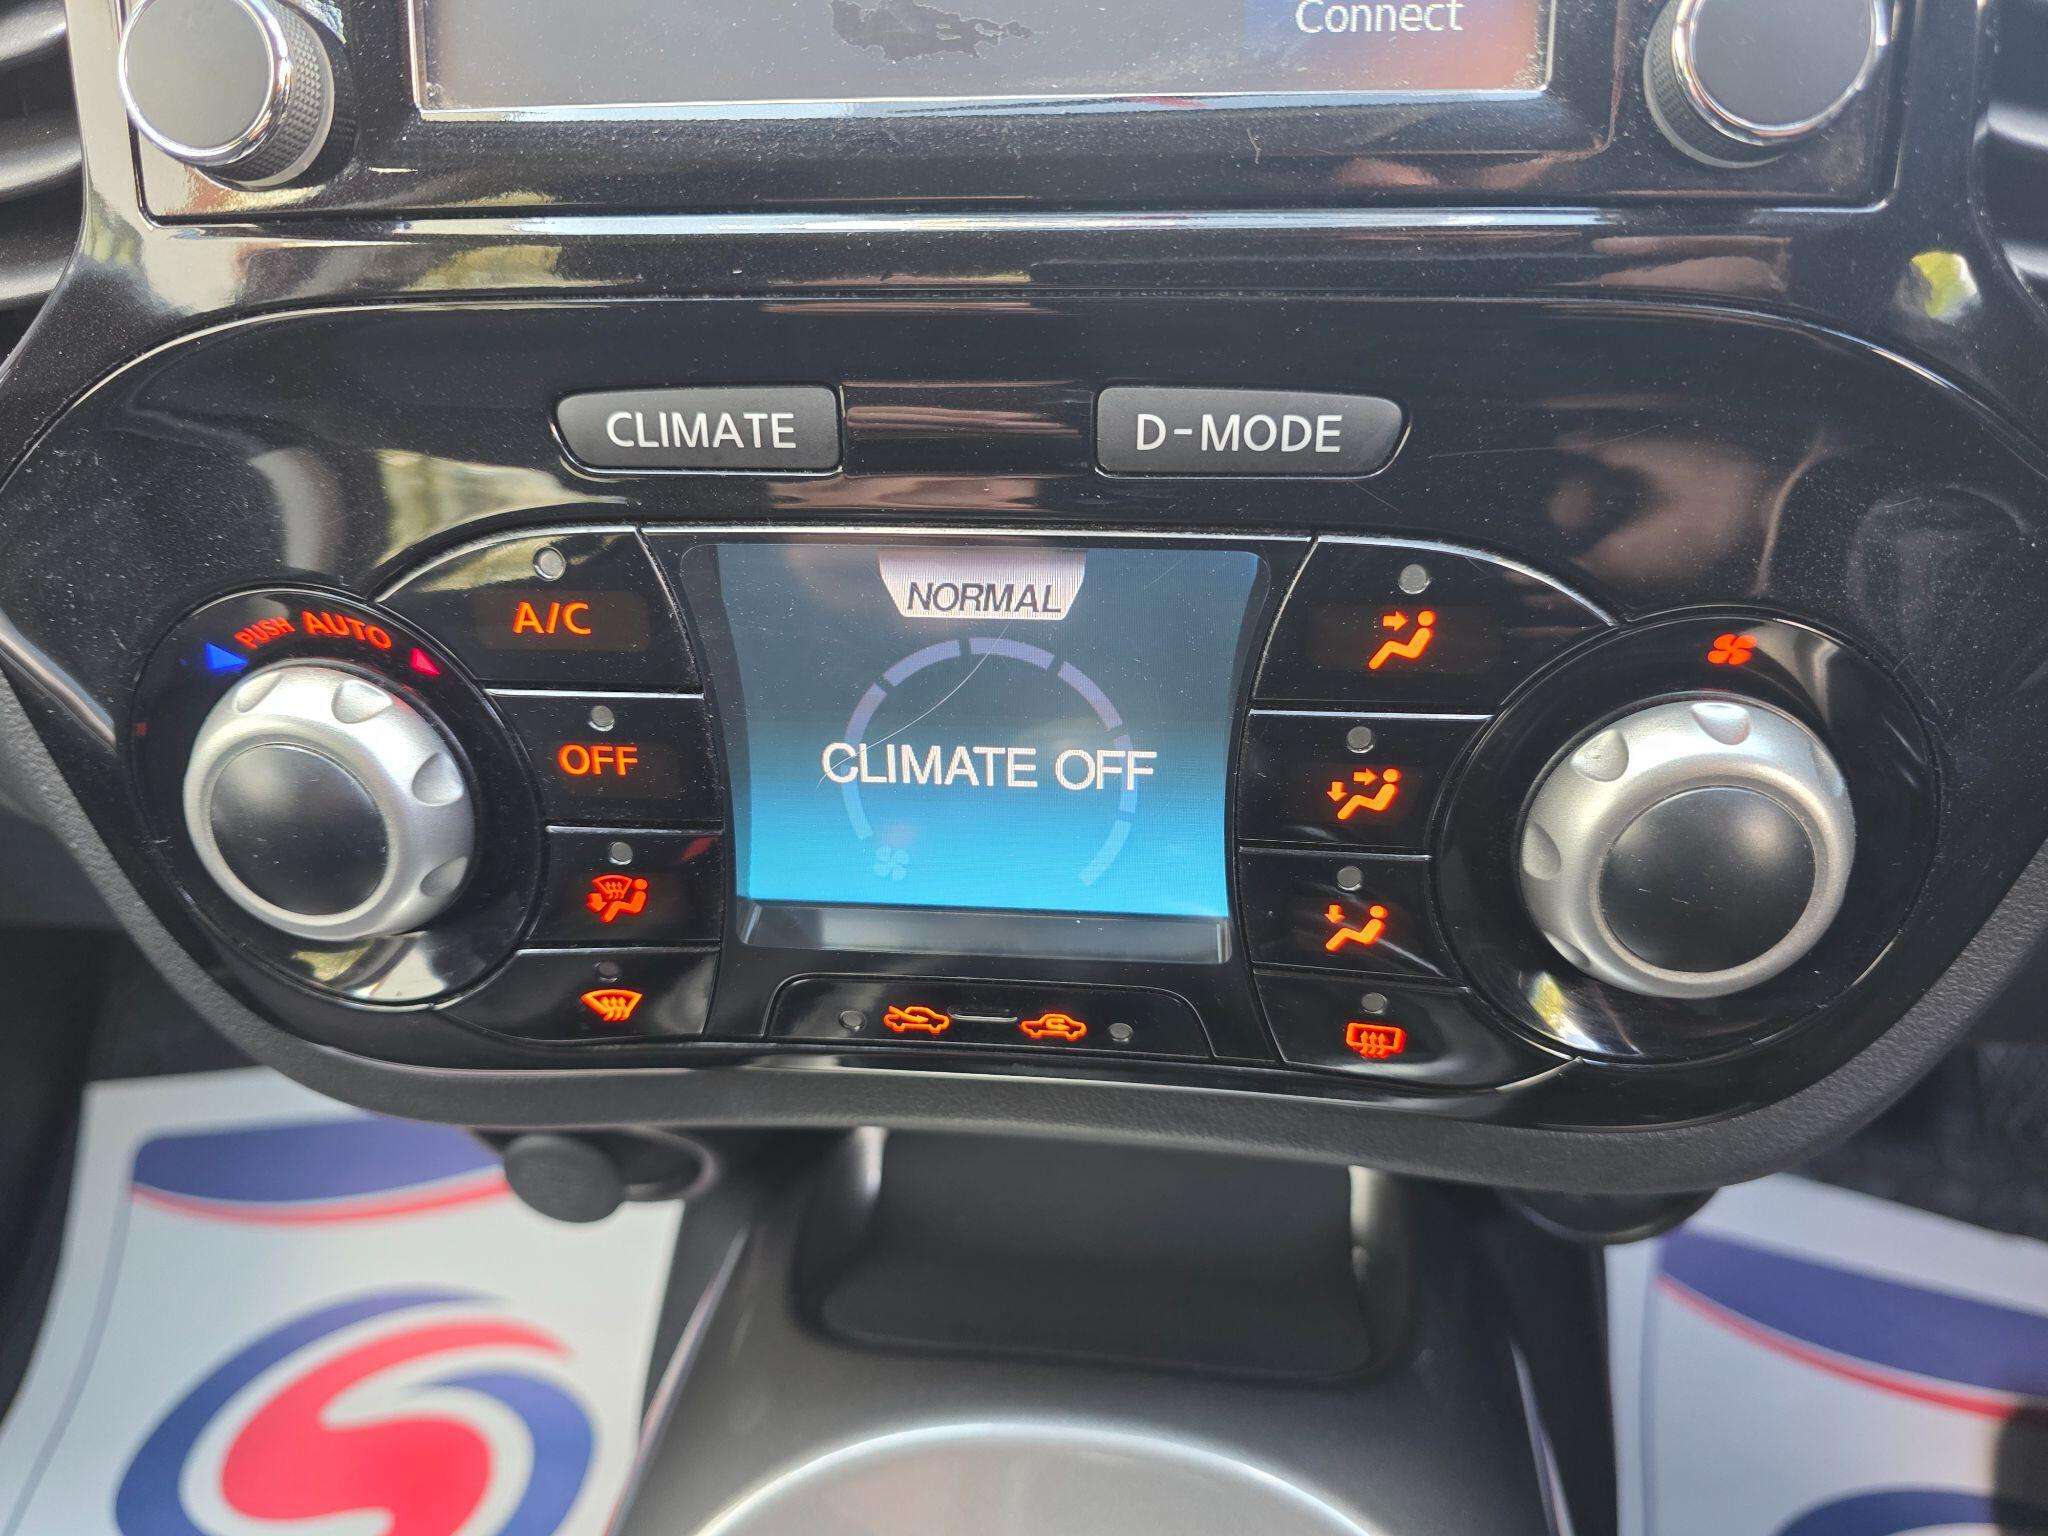 Connect
CLIMATE
D-MODE
NORMAL
PUSH AUTO
A/C
OFF
CLIMATE OFF